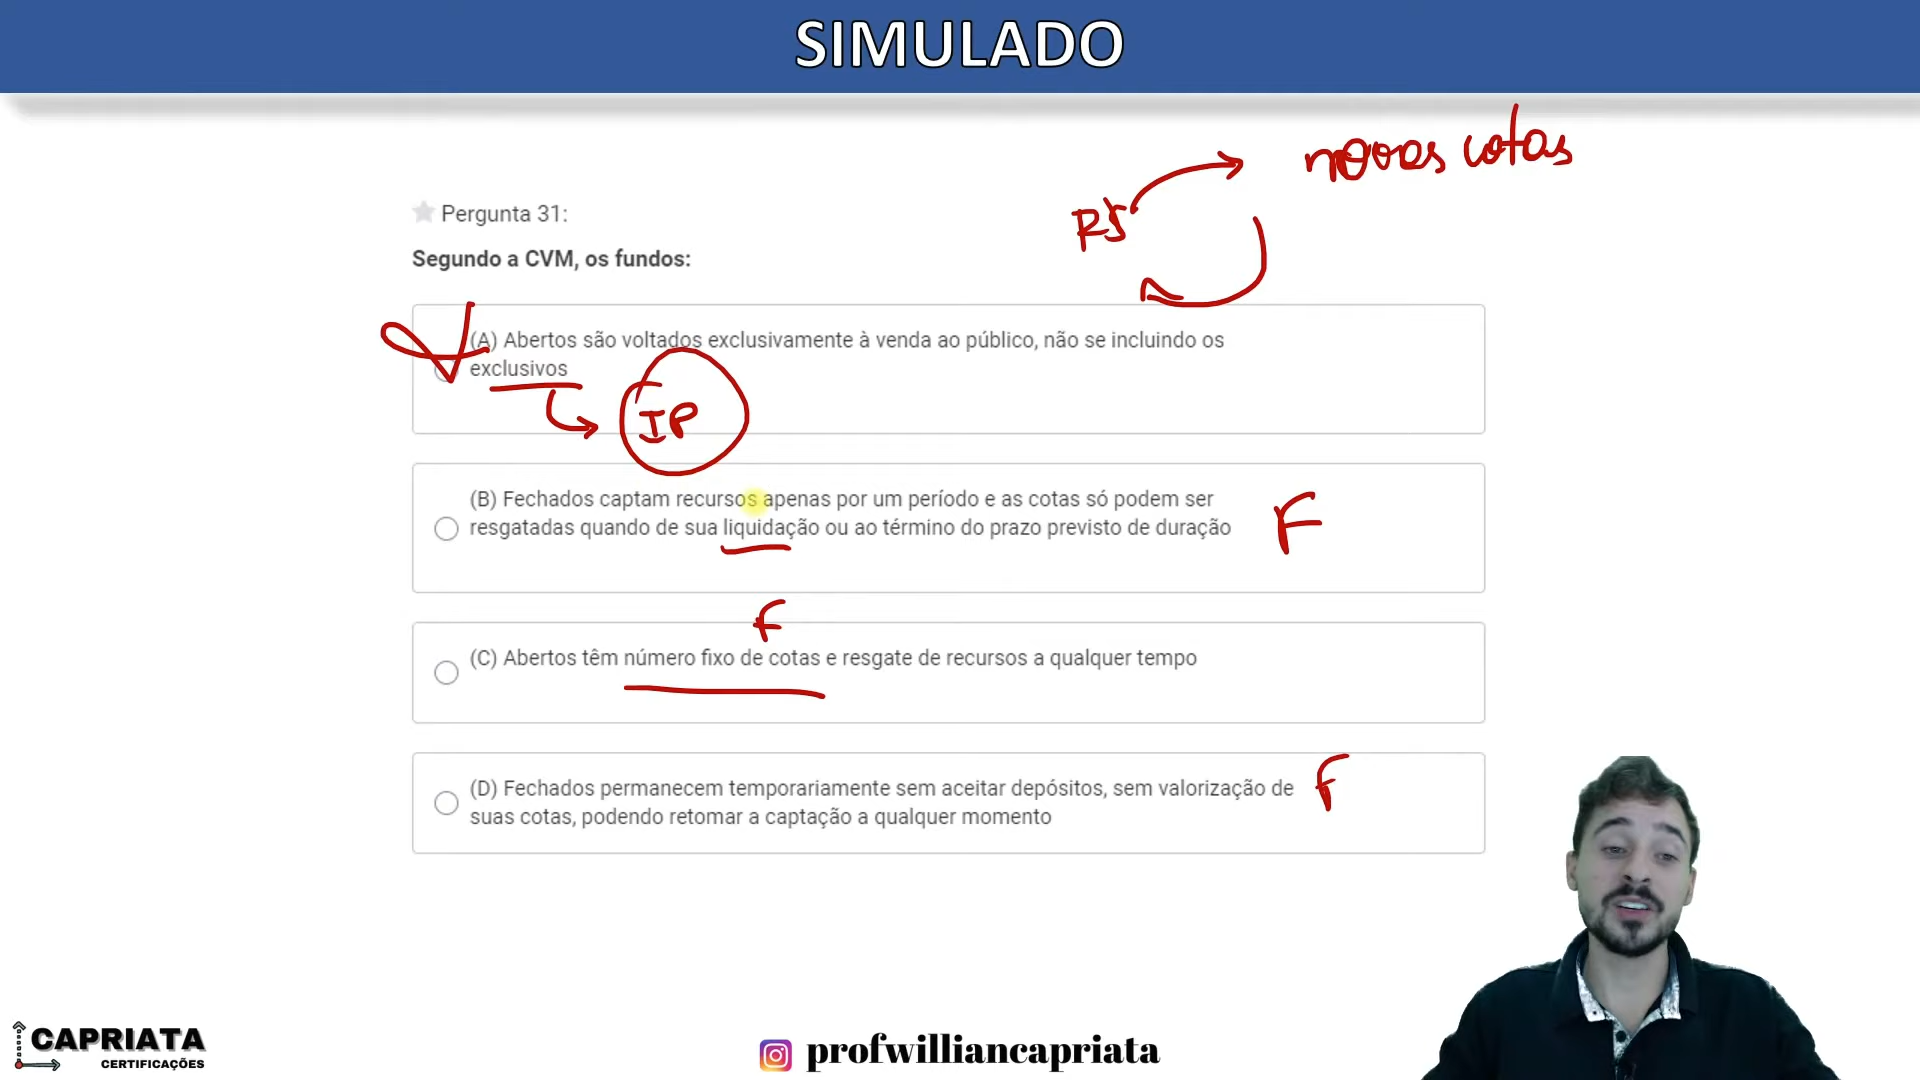 SIMULADO
novas cotas
R$
Pergunta 31:
Segundo a CVM, os fundos:
(A) Abertos são voltados exclusivamente à venda ao público, não se incluindo os
exclusivos
IP
(B) Fechados captam recursos apenas por um período e as cotas só podem ser
resgatadas quando de sua liquidação ou ao término do prazo previsto de duração
F
F
(C) Abertos têm número fixo de cotas e resgate de recursos a qualquer tempo
(D) Fechados permanecem temporariamente sem aceitar depósitos, sem valorização de
suas cotas, podendo retomar a captação a qualquer momento
F
CAPRIATA
CERTIFICAÇÕES
profwilliancapriata